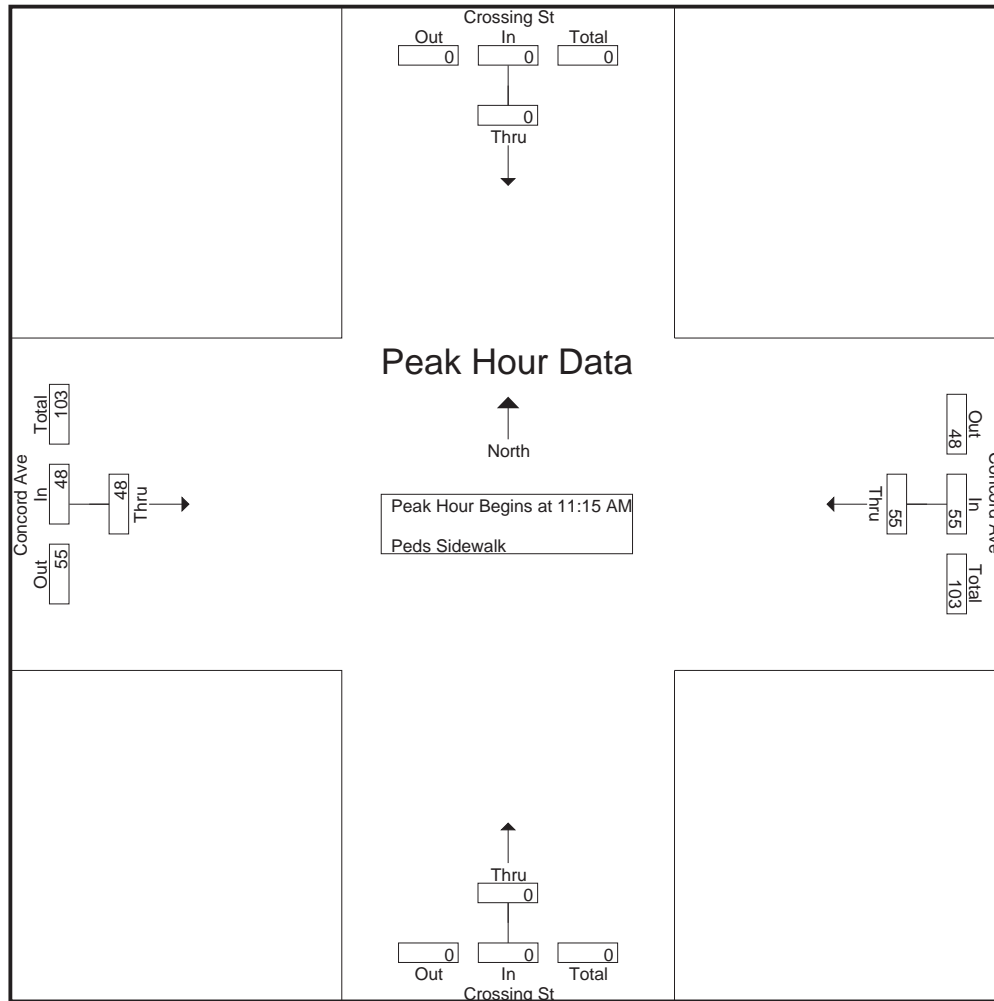 Crossing St
Out In Total
0 0 0
0
Thru
Peak Hour Data
North
Peak Hour Begins at 11:15 AM
Peds Sidewalk
Concord Ave
Out In Total
55 48 103
48
Thru
Concord Ave
Out In Total
48 55 103
55
Thru
Thru
0
0 0 0
Out In Total
Crossing St